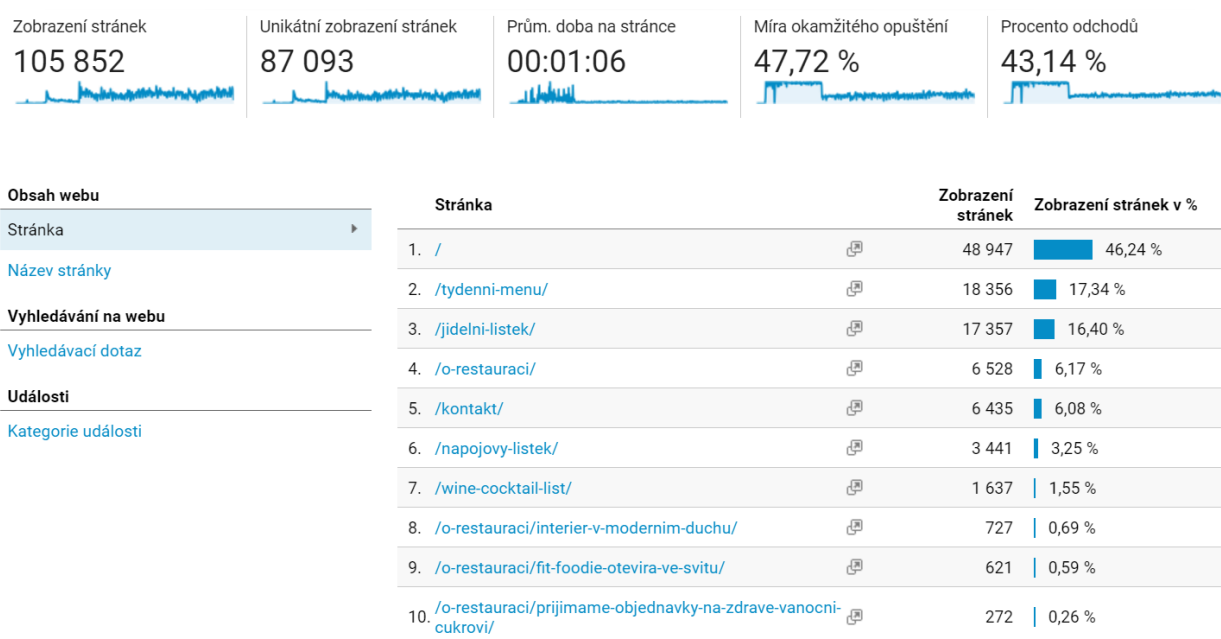 Zobrazení stránek
105 852
Unikátní zobrazení stránek
87 093
Prům. doba na stránce
00:01:06
Míra okamžitého opuštění
47,72 %
Procento odchodů
43,14 %
Obsah webu
Stránka
Název stránky
Vyhledávání na webu
Vyhledávací dotaz
Události
Kategorie události
Stránka
Zobrazení
stránek
Zobrazení stránek v %
1. / 48 947 46,24 %
2. /tydenni-menu/ 18 356 17,34 %
3. /jidelni-listek/ 17 357 16,40 %
4. /o-restauraci/ 6 528 6,17 %
5. /kontakt/ 6 435 6,08 %
6. /napojovy-listek/ 3 441 3,25 %
7. /wine-cocktail-list/ 1 637 1,55 %
8. /o-restauraci/interier-v-modernim-duchu/ 727 0,69 %
9. /o-restauraci/fit-foodie-otevira-ve-svitu/ 621 0,59 %
10. /o-restauraci/prijimame-objednavky-na-zdrave-vanocni-
cukrovi/ 272 0,26 %